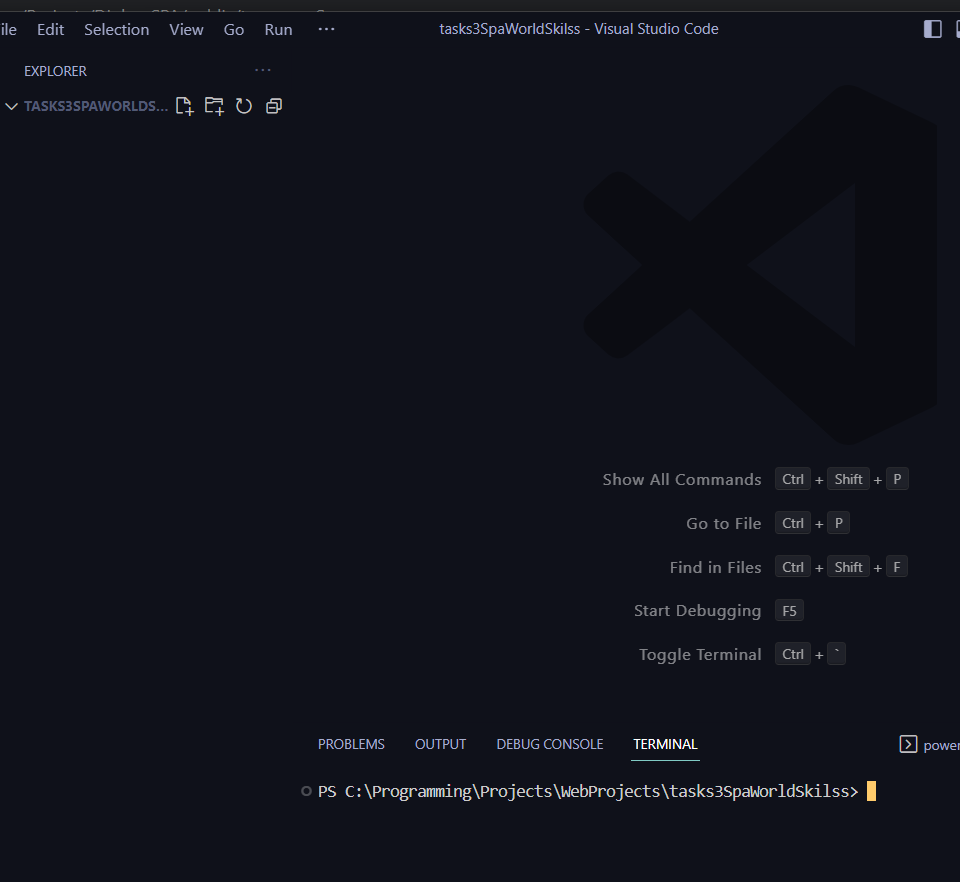 ile Edit Selection View Go Run ··· tasks3SpaWorldSkilss - Visual Studio Code
EXPLORER ···
TASKS3SPAWORLDS...
Show All Commands Ctrl + Shift + P
Go to File Ctrl + P
Find in Files Ctrl + Shift + F
Start Debugging F5
Toggle Terminal Ctrl + `
PROBLEMS OUTPUT DEBUG CONSOLE TERMINAL power
PS C:\Programming\Projects\WebProjects\tasks3SpaWorldSkilss>